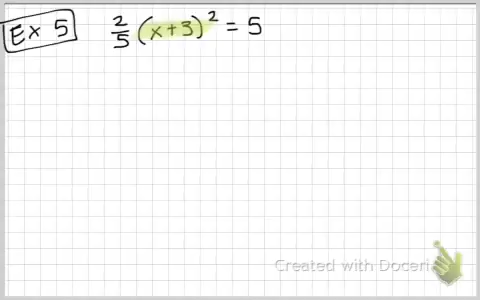 Ex 5 2/5 (x+3)² = 5
Created with Doceri